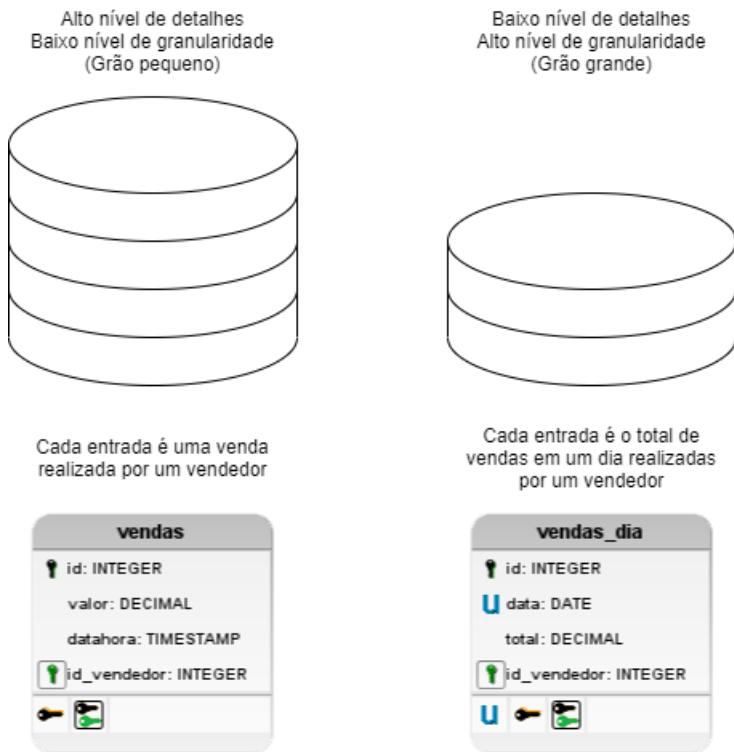 Alto nível de detalhes
Baixo nível de granularidade
(Grão pequeno)
Baixo nível de detalhes
Alto nível de granularidade
(Grão grande)
Cada entrada é uma venda
realizada por um vendedor
Cada entrada é o total de
vendas em um dia realizadas
por um vendedor
vendas
id: INTEGER
valor: DECIMAL
datahora: TIMESTAMP
id_vendedor: INTEGER
vendas_dia
id: INTEGER
U data: DATE
total: DECIMAL
id_vendedor: INTEGER
U